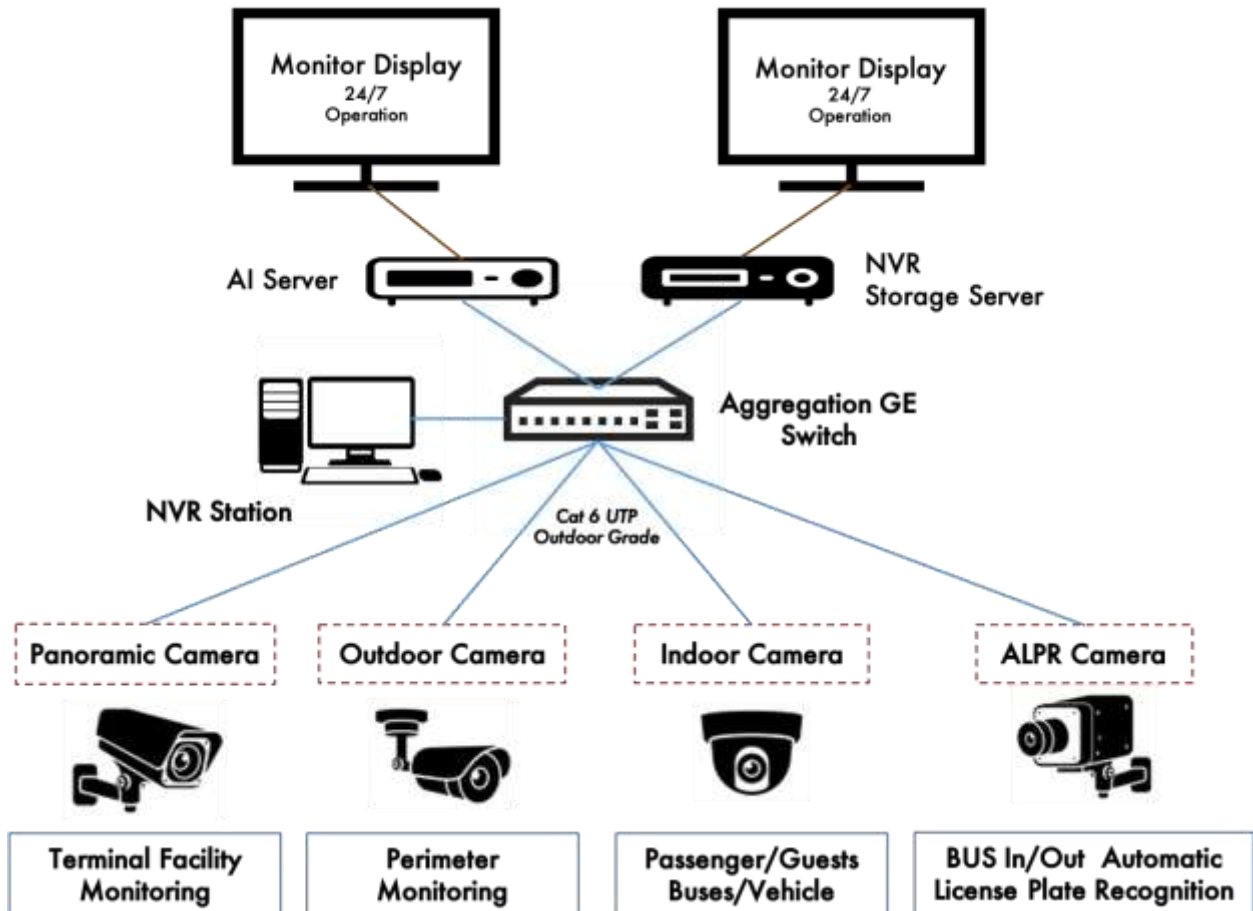 Monitor Display
24/7
Operation
Monitor Display
24/7
Operation
AI Server
NVR
Storage Server
Aggregation GE
Switch
NVR Station
Cat 6 UTP
Outdoor Grade
Panoramic Camera
Outdoor Camera
Indoor Camera
ALPR Camera
Terminal Facility
Monitoring
Perimeter
Monitoring
Passenger/Guests
Buses/Vehicle
BUS In/Out Automatic
License Plate Recognition